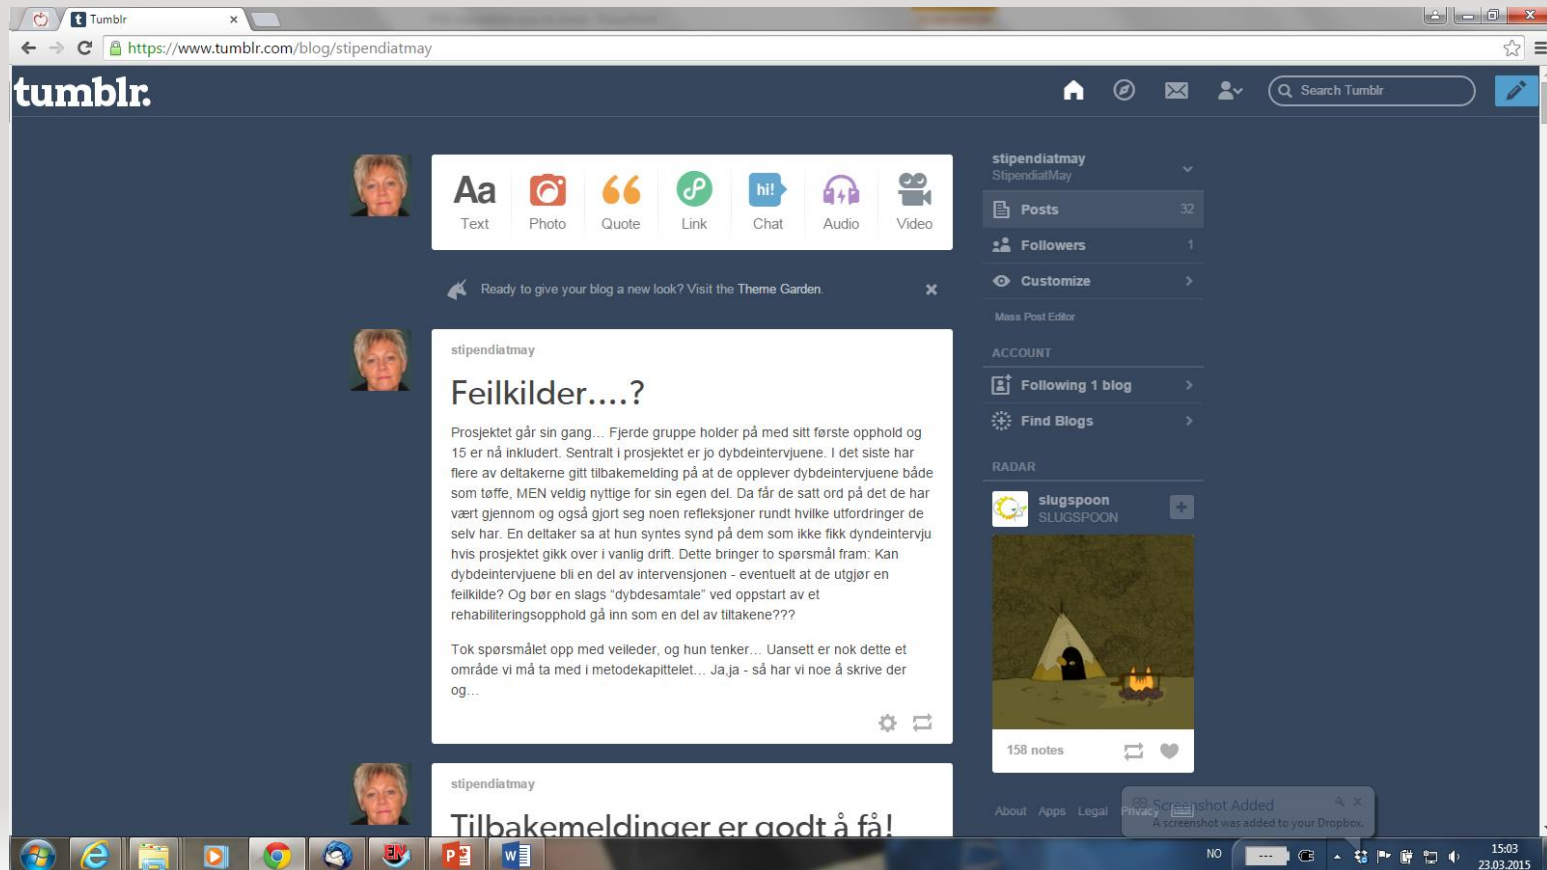 Tumblr
https://www.tumblr.com/blog/stipendiatmay
tumblr.
Search Tumblr
Aa
hi!
Text
Photo
Quote
Link
Chat
Audio
Video
Ready to give your blog a new look? Visit the Theme Garden.
stipendiatmay
Feilkilder....?
Prosjektet går sin gang... Fjerde gruppe holder på med sitt første opphold og
15 er nå inkludert. Sentralt i prosjektet er jo dybdeintervjuene. I det siste har
flere av deltakerne gitt tilbakemelding på at de opplever dybdeintervjuene både
som tøffe, MEN veldig nyttige for sin egen del. Da får de satt ord på det de har
vært gjennom og også gjort seg noen refleksjoner rundt hvilke utfordringer de
selv har. En deltaker sa at hun syntes synd på dem som ikke fikk dyndeintervju
hvis prosjektet gikk over i vanlig drift. Dette bringer to spørsmål fram: Kan
dybdeintervjuene bli en del av intervensjonen - eventuelt at de utgjør en
feilkilde? Og bør en slags “dybdesamtale” ved oppstart av et
rehabiliteringsopphold gå inn som en del av tiltakene???
Tok spørsmålet opp med veileder, og hun tenker... Uansett er nok dette et
område vi må ta med i metodekapittelet... Ja,ja - så har vi noe å skrive der
og...
stipendiatmay
Tilbakemeldinger er godt å få!
stipendiatmay
StipendiatMay
Posts 32
Followers 1
Customize
Mass Post Editor
ACCOUNT
Following 1 blog
Find Blogs
RADAR
slugspoon
SLUGSPOON
158 notes
About Apps Legal Privacy
Screenshot Added
A screenshot was added to your Dropbox.
NO
15:03
23.03.2015